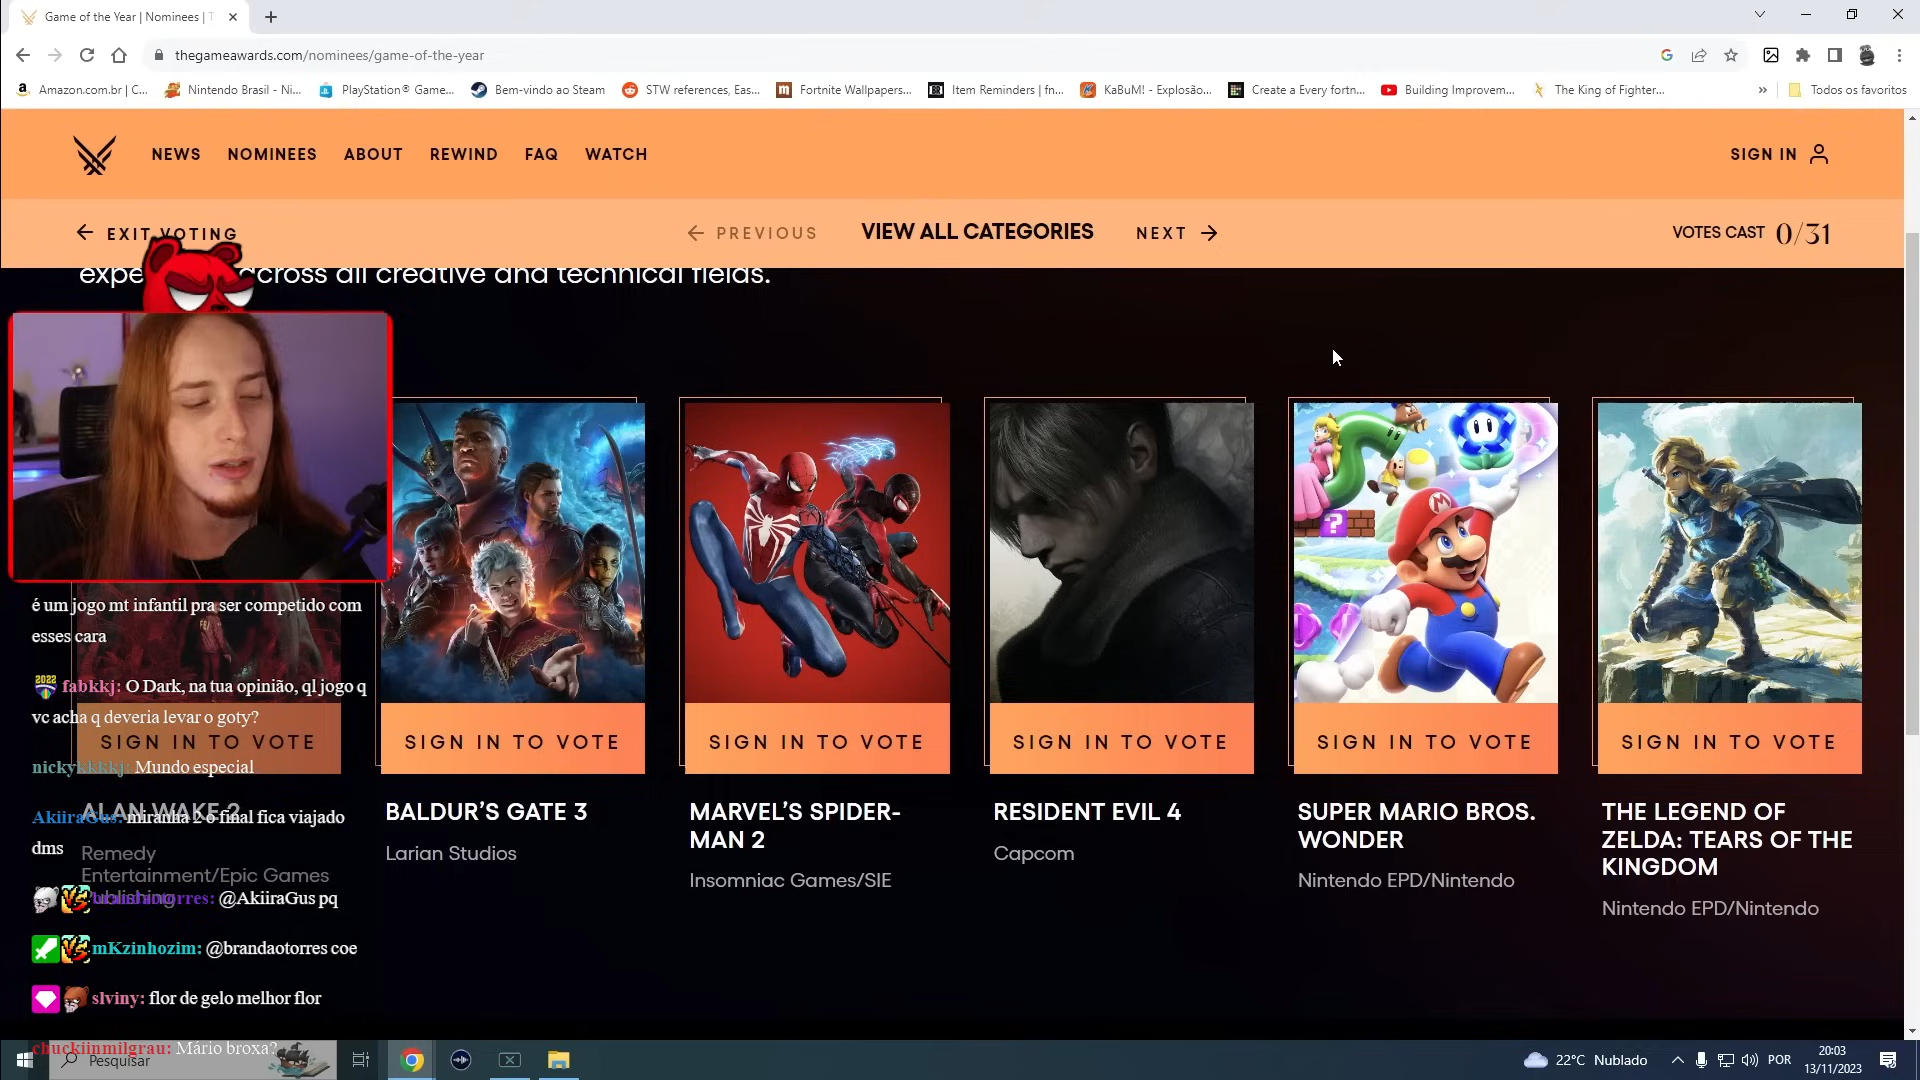 Game of the Year | Nominees | T
thegameawards.com/nominees/game-of-the-year
Amazon.com.br | C...
Nintendo Brasil - Ni...
PlayStation® Game...
Bem-vindo ao Steam
STW references, Eas...
Fortnite Wallpapers...
Item Reminders | fn...
KaBuM! - Explosão...
Create a Every fortn...
Building Improvem...
The King of Fighter...
»
Todos os favoritos
NEWS
NOMINEES
ABOUT
REWIND
FAQ
WATCH
SIGN IN
EXIT VOTING
PREVIOUS
VIEW ALL CATEGORIES
NEXT
VOTES CAST 0/31
across all creative and technical fields.
é um jogo mt infantil pra ser competido com
esses cara
2022 fabkkj: O Dark, na tua opinião, ql jogo q
vc acha q deveria levar o goty?
nickykkkkj: Mundo especial
AkiiraGus: miranha 2 o final fica viajado
dms
VS brandaotorres: @AkiiraGus pq
VS mKzinhozim: @brandaotorres coe
slviny: flor de gelo melhor flor
chuckiinmilgrau: Mário broxa?
SIGN IN TO VOTE
ALAN WAKE 2
Remedy
Entertainment/Epic Games
SIGN IN TO VOTE
BALDUR’S GATE 3
Larian Studios
SIGN IN TO VOTE
MARVEL’S SPIDER-
MAN 2
Insomniac Games/SIE
SIGN IN TO VOTE
RESIDENT EVIL 4
Capcom
SIGN IN TO VOTE
SUPER MARIO BROS.
WONDER
Nintendo EPD/Nintendo
SIGN IN TO VOTE
THE LEGEND OF
ZELDA: TEARS OF THE
KINGDOM
Nintendo EPD/Nintendo
Pesquisar
22°C Nublado
POR
20:03
13/11/2023